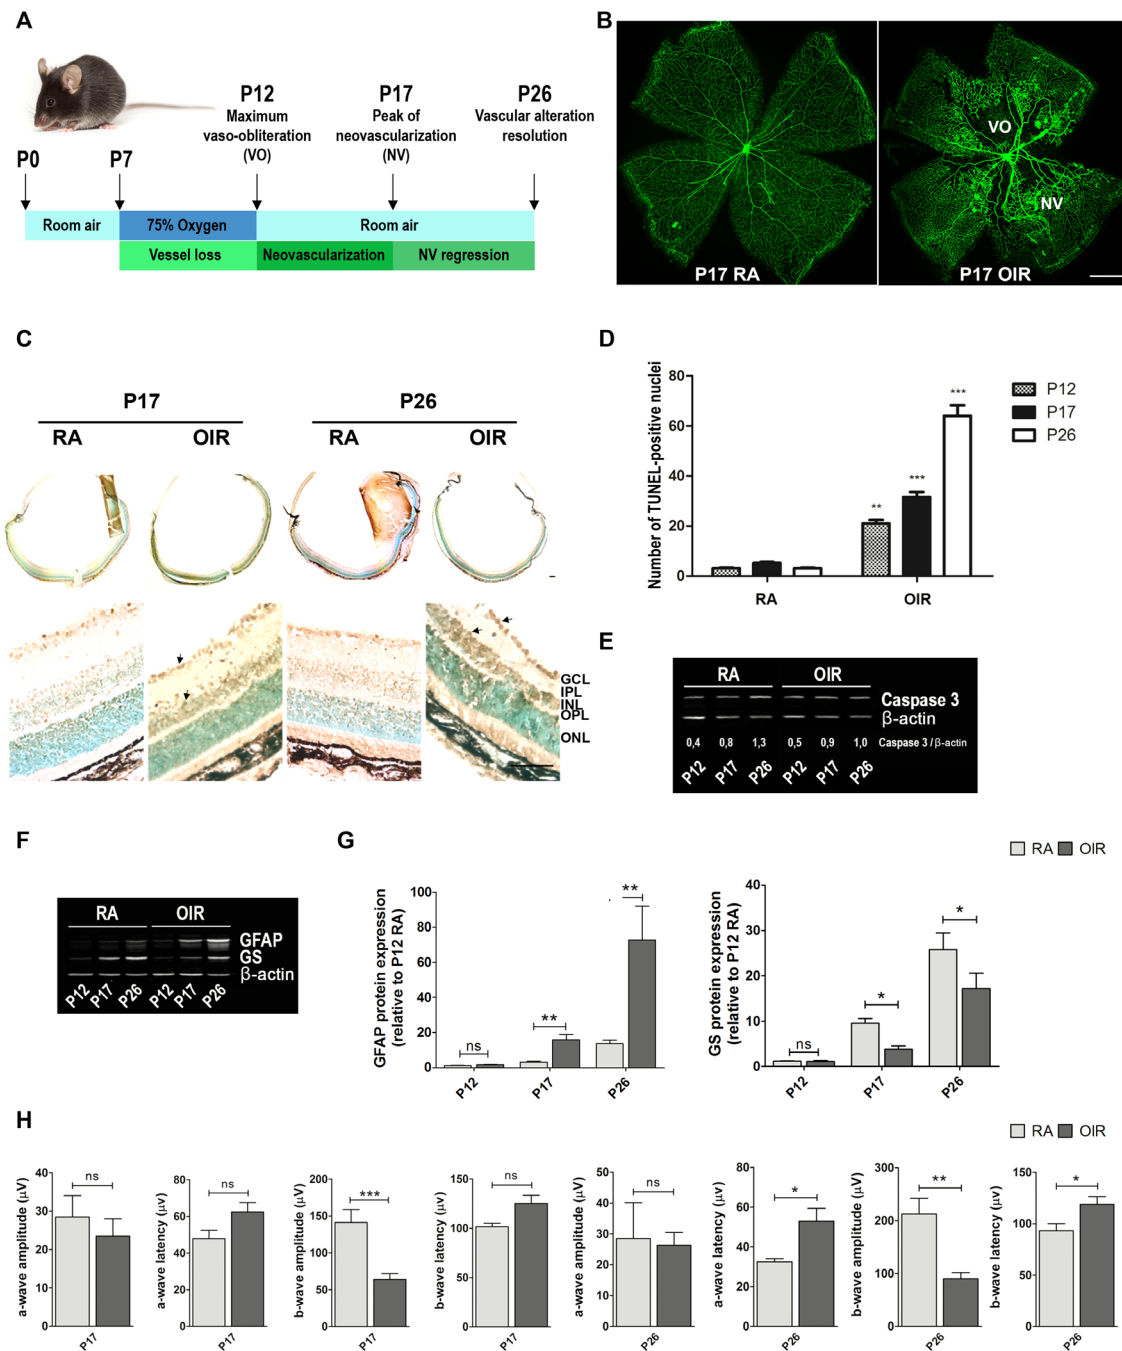 A
P12
Maximum
vaso-obliteration
(VO)
P17
Peak of
neovascularization
(NV)
P26
Vascular alteration
resolution
P0
P7
Room air
75% Oxygen
Room air
Vessel loss
Neovascularization
NV regression
B
VO
NV
P17 RA
P17 OIR
C
P17
P26
RA
OIR
RA
OIR
GCL
IPL
INL
OPL
ONL
D
Number of TUNEL-positive nuclei
80
60
40
20
0
**
***
***
RA
OIR
P12
P17
P26
E
RA
OIR
Caspase 3
β-actin
0,4 0,8 1,3 0,5 0,9 1,0 Caspase 3 / β-actin
P12 P17 P26 P12 P17 P26
F
RA
OIR
GFAP
GS
β-actin
P12 P17 P26 P12 P17 P26
G
RA OIR
GFAP protein expression
(relative to P12 RA)
100
80
60
40
20
0
ns
**
**
P12
P17
P26
GS protein expression
(relative to P12 RA)
40
30
20
10
0
ns
*
*
P12
P17
P26
H
RA OIR
a-wave amplitude (μV)
40
30
20
10
0
ns
P17
a-wave latency (μv)
80
60
40
20
0
ns
P17
b-wave amplitude (μV)
200
150
100
50
0
***
P17
b-wave latency (μv)
150
100
50
0
ns
P17
a-wave amplitude (μV)
50
40
30
20
10
0
ns
P26
a-wave latency (μv)
80
60
40
20
0
*
P26
b-wave amplitude (μV)
300
200
100
0
**
P26
b-wave latency (μv)
150
100
50
0
*
P26